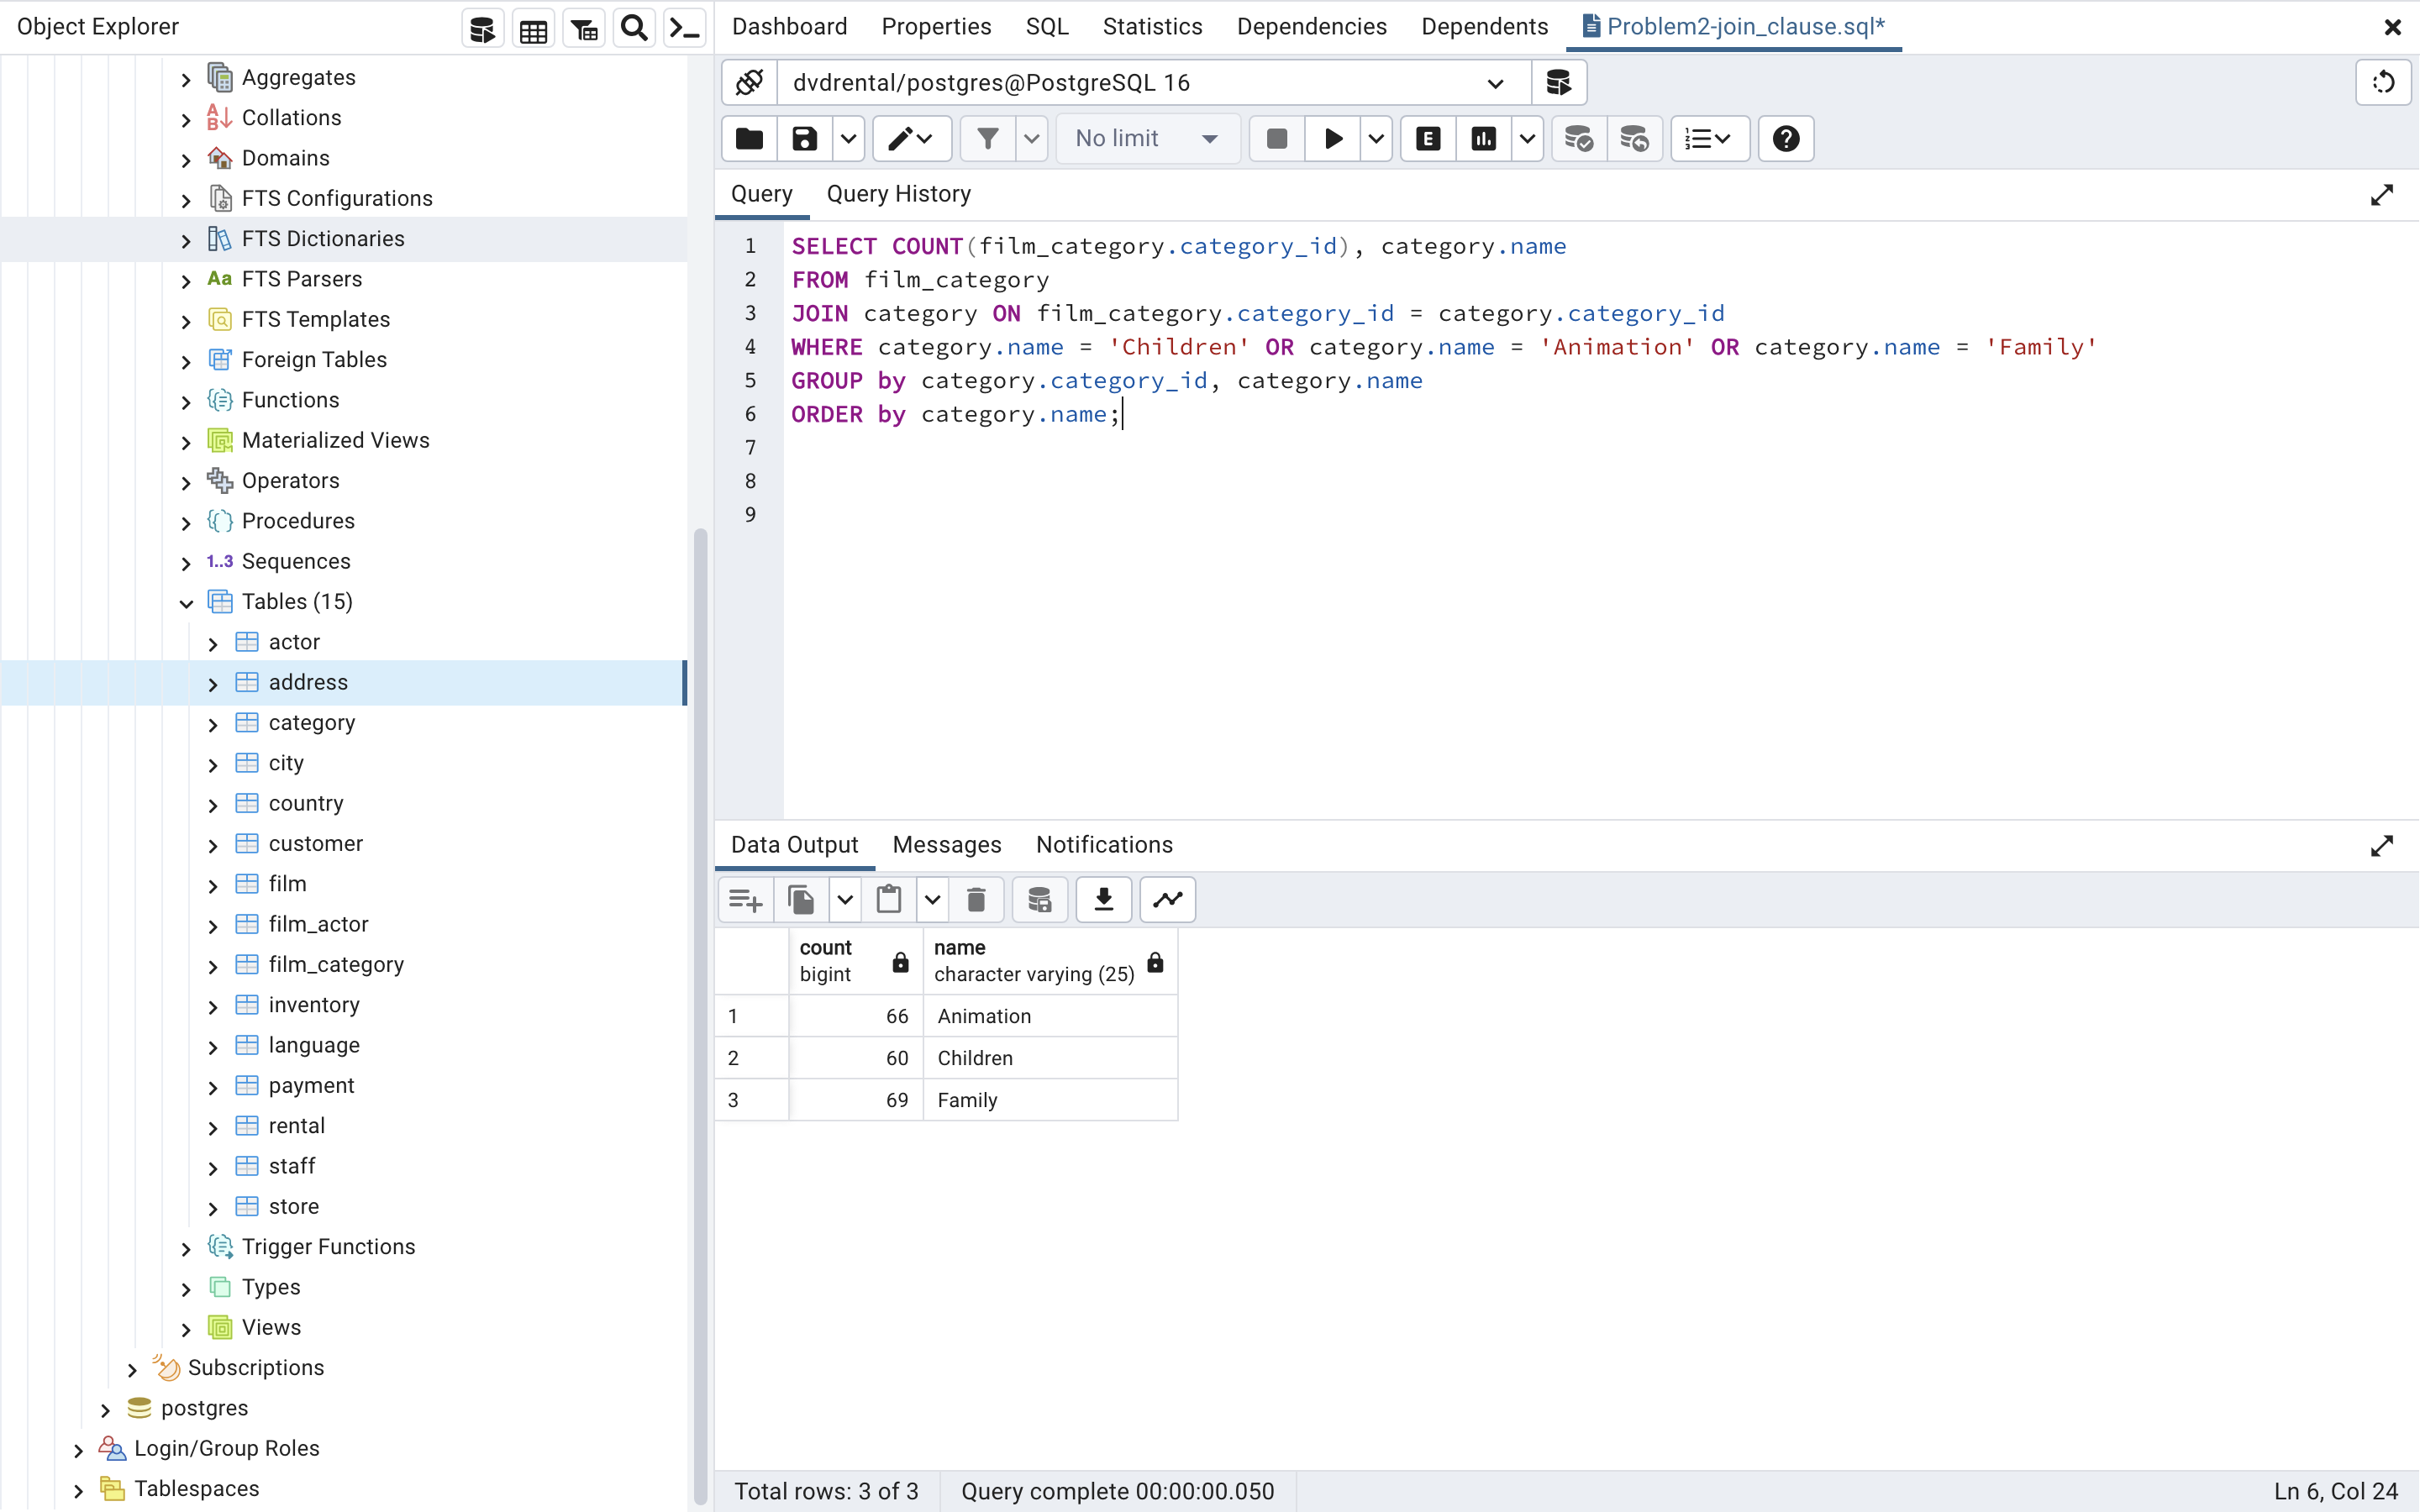 Object Explorer
Aggregates
Collations
Domains
FTS Configurations
FTS Dictionaries
Aa FTS Parsers
FTS Templates
Foreign Tables
Functions
Materialized Views
Operators
Procedures
1..3 Sequences
Tables (15)
actor
address
category
city
country
customer
film
film_actor
film_category
inventory
language
payment
rental
staff
store
Trigger Functions
Types
Views
Subscriptions
postgres
Login/Group Roles
Tablespaces
Dashboard Properties SQL Statistics Dependencies Dependents Problem2-join_clause.sql*
dvdrental/postgres@PostgreSQL 16
No limit E
Query Query History
1 SELECT COUNT(film_category.category_id), category.name
2 FROM film_category
3 JOIN category ON film_category.category_id = category.category_id
4 WHERE category.name = 'Children' OR category.name = 'Animation' OR category.name = 'Family'
5 GROUP by category.category_id, category.name
6 ORDER by category.name;
7
8
9
Data Output Messages Notifications
count name
bigint character varying (25)
1 66 Animation
2 60 Children
3 69 Family
Total rows: 3 of 3 Query complete 00:00:00.050 Ln 6, Col 24